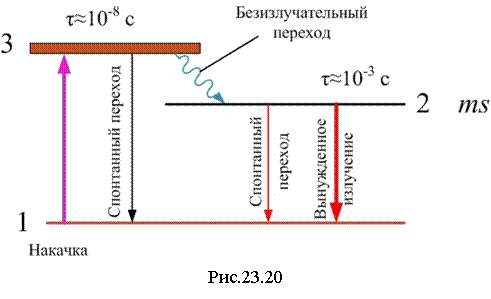 τ≈10⁻⁸ с
Безизлучательный
переход
3
τ≈10⁻³ с
2 ms
Спонтанный переход
Спонтанный
переход
Вынужденное
излучение
1
Накачка
Рис.23.20